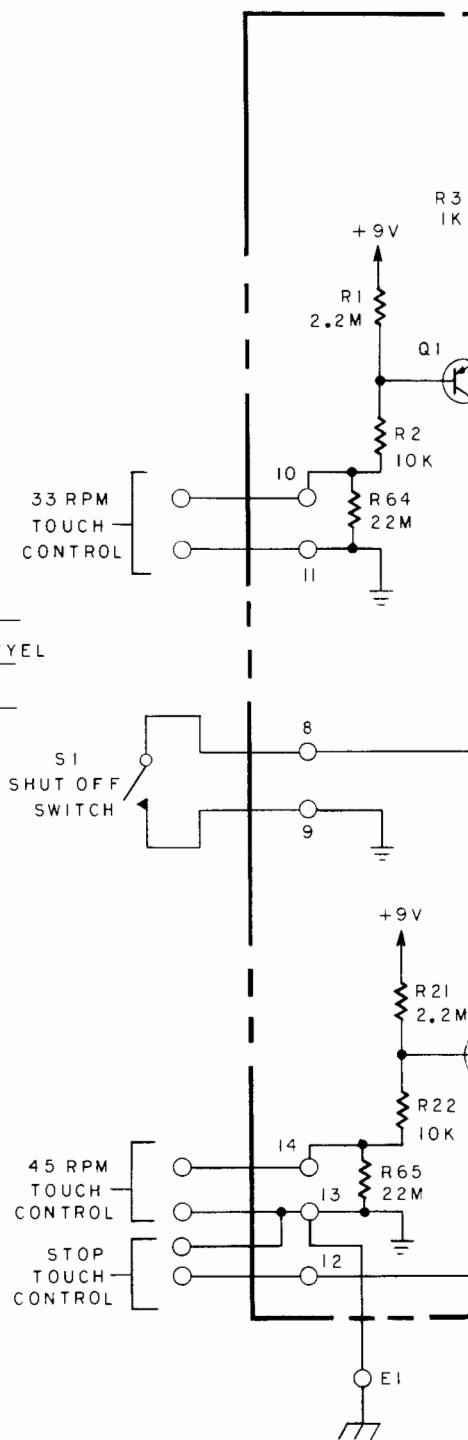 R3
1K
+9V
R1
2.2M
Q1
R2
10K
10
33 RPM
TOUCH
CONTROL
R64
22M
11
YEL
8
S1
SHUT OFF
SWITCH
9
+9V
R21
2.2M
R22
10K
14
45 RPM
TOUCH
CONTROL
R65
22M
13
STOP
TOUCH
CONTROL
12
E1